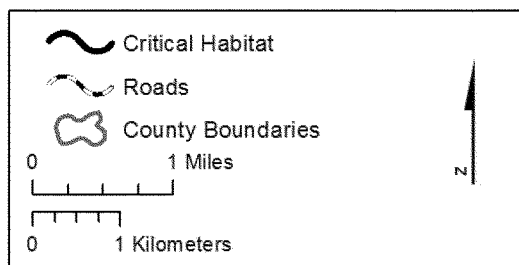 Critical Habitat
Roads
County Boundaries
0 1 Miles
0 1 Kilometers
N